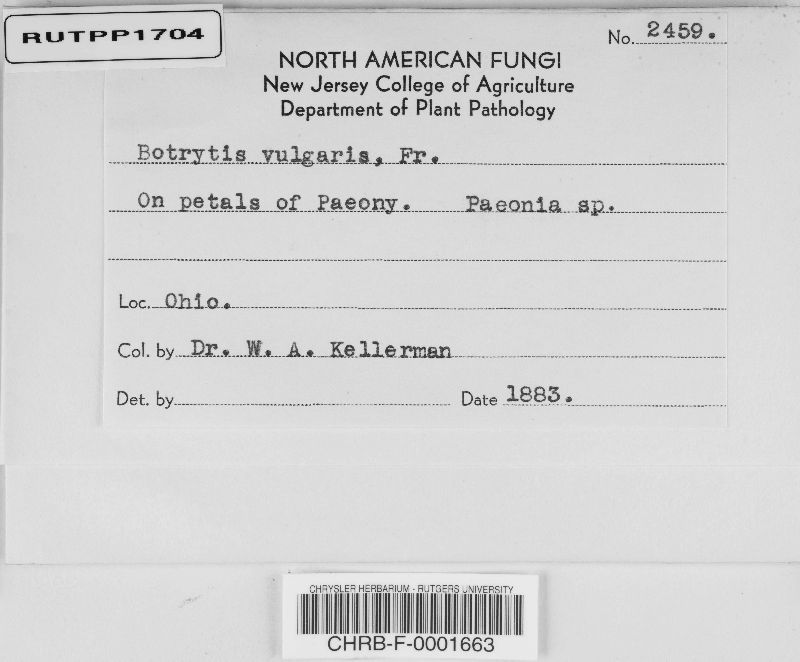 RUTPP1704
No. 2459.
NORTH AMERICAN FUNGI
New Jersey College of Agriculture
Department of Plant Pathology
Botrytis vulgaris, Fr.
On petals of Paeony. Paeonia sp.
Loc. Ohio.
Col. by Dr. W. A. Kellerman
Det. by
Date 1883.
CHRYSLER HERBARIUM - RUTGERS UNIVERSITY
CHRB-F-0001663